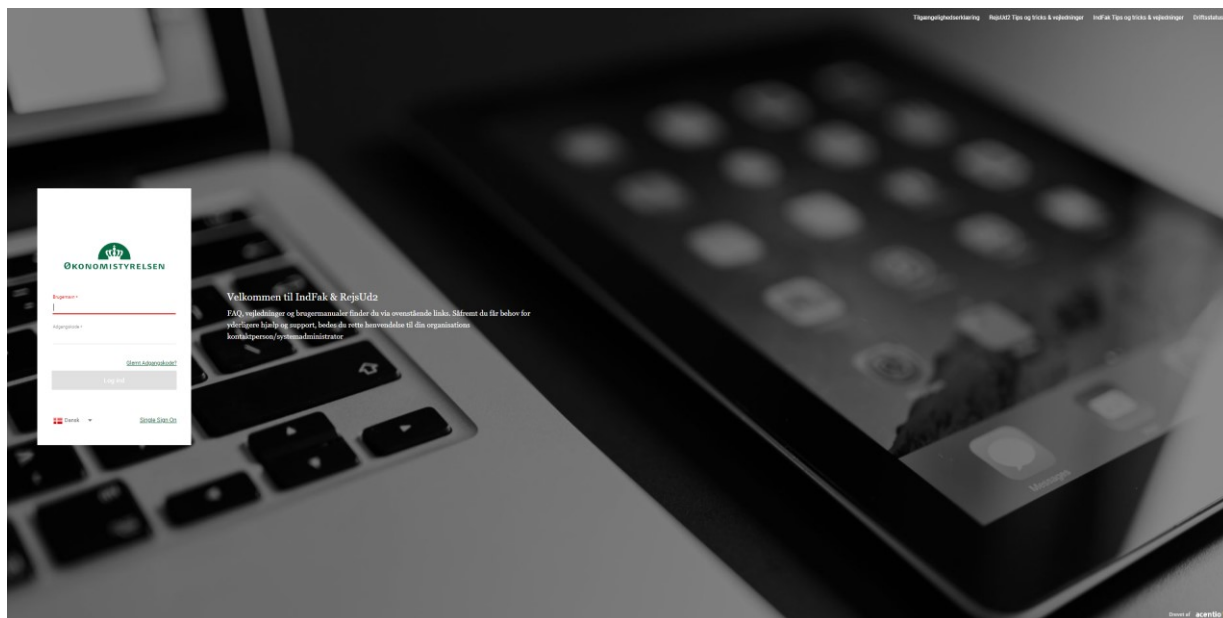 Tilgængelighedserklæring RejsUd2 Tips og tricks & vejledninger IndFak Tips og tricks & vejledninger Driftsstatus
ØKONOMISTYRELSEN
Brugernavn *
Adgangskode *
Glemt Adgangskode?
Log ind
Dansk
Single Sign On
Velkommen til IndFak & RejsUd2
FAQ, vejledninger og brugermanualer finder du via ovenstående links. Såfremt du får behov for
yderligere hjælp og support, bedes du rette henvendelse til din organisations
kontaktperson/systemadministrator
Messages
Drevet af acentio